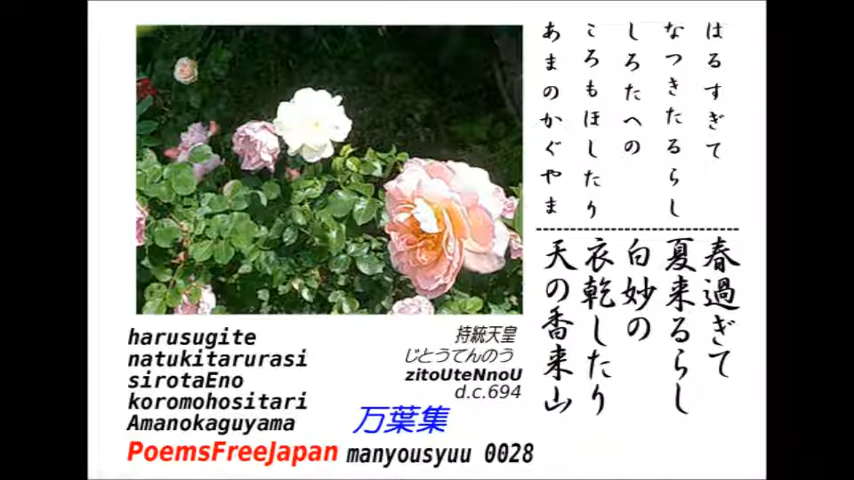 はるすぎて
なつきたるらし
しろたへの
ころもほしたり
あまのかぐやま
春過ぎて
夏来るらし
白妙の
衣乾したり
天の香来山
harusugite
natukitarurasi
sirotaEno
koromohositari
Amanokaguyama
持統天皇
じとうてんのう
zitoUteNnoU
d.c.694
万葉集
PoemsFreeJapan manyousyuu 0028